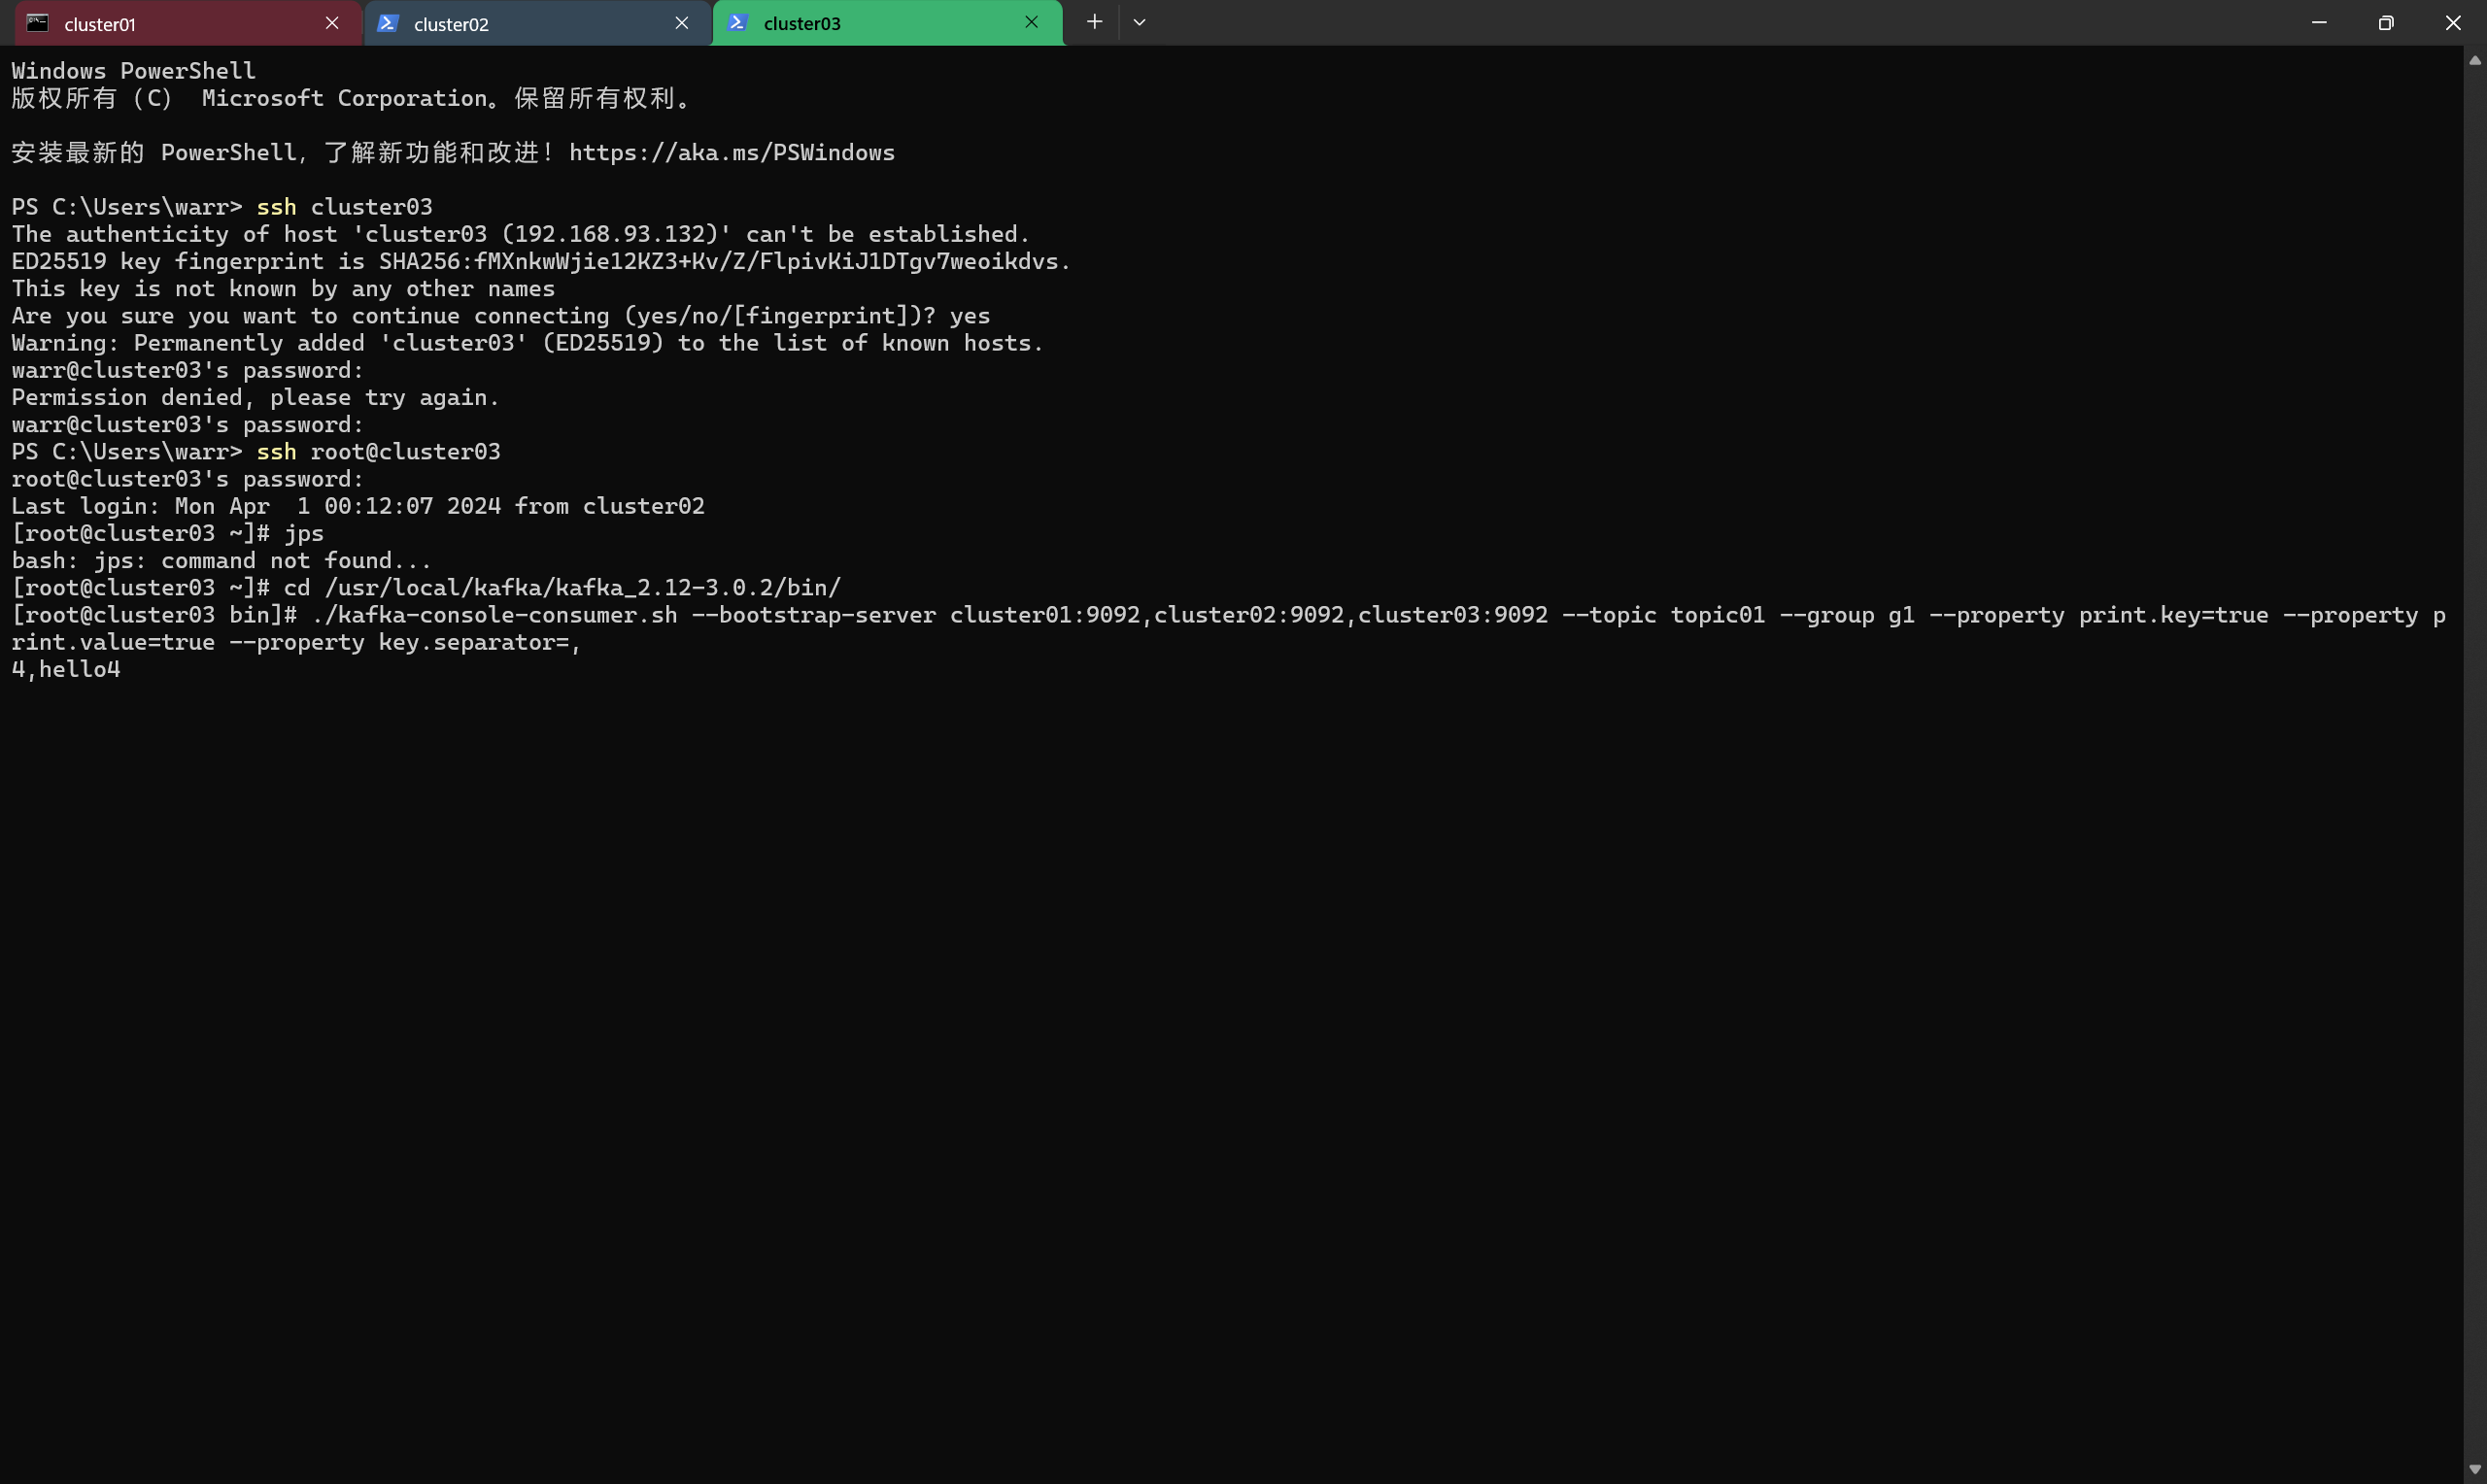 cluster01
cluster02
cluster03
Windows PowerShell
版权所有（C） Microsoft Corporation。保留所有权利。
安装最新的 PowerShell，了解新功能和改进！https://aka.ms/PSWindows
PS C:\Users\warr> ssh cluster03
The authenticity of host 'cluster03 (192.168.93.132)' can't be established.
ED25519 key fingerprint is SHA256:fMXnkwWjie12KZ3+Kv/Z/FlpivKiJ1DTgv7weoikdvs.
This key is not known by any other names
Are you sure you want to continue connecting (yes/no/[fingerprint])? yes
Warning: Permanently added 'cluster03' (ED25519) to the list of known hosts.
warr@cluster03's password:
Permission denied, please try again.
warr@cluster03's password:
PS C:\Users\warr> ssh root@cluster03
root@cluster03's password:
Last login: Mon Apr  1 00:12:07 2024 from cluster02
[root@cluster03 ~]# jps
bash: jps: command not found...
[root@cluster03 ~]# cd /usr/local/kafka/kafka_2.12-3.0.2/bin/
[root@cluster03 bin]# ./kafka-console-consumer.sh --bootstrap-server cluster01:9092,cluster02:9092,cluster03:9092 --topic topic01 --group g1 --property print.key=true --property p
rint.value=true --property key.separator=,
4,hello4